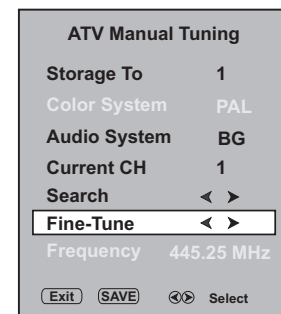 ATV Manual Tuning
Storage To 1
Color System PAL
Audio System BG
Current CH 1
Search
Fine-Tune
Frequency 445.25 MHz
Exit SAVE Select